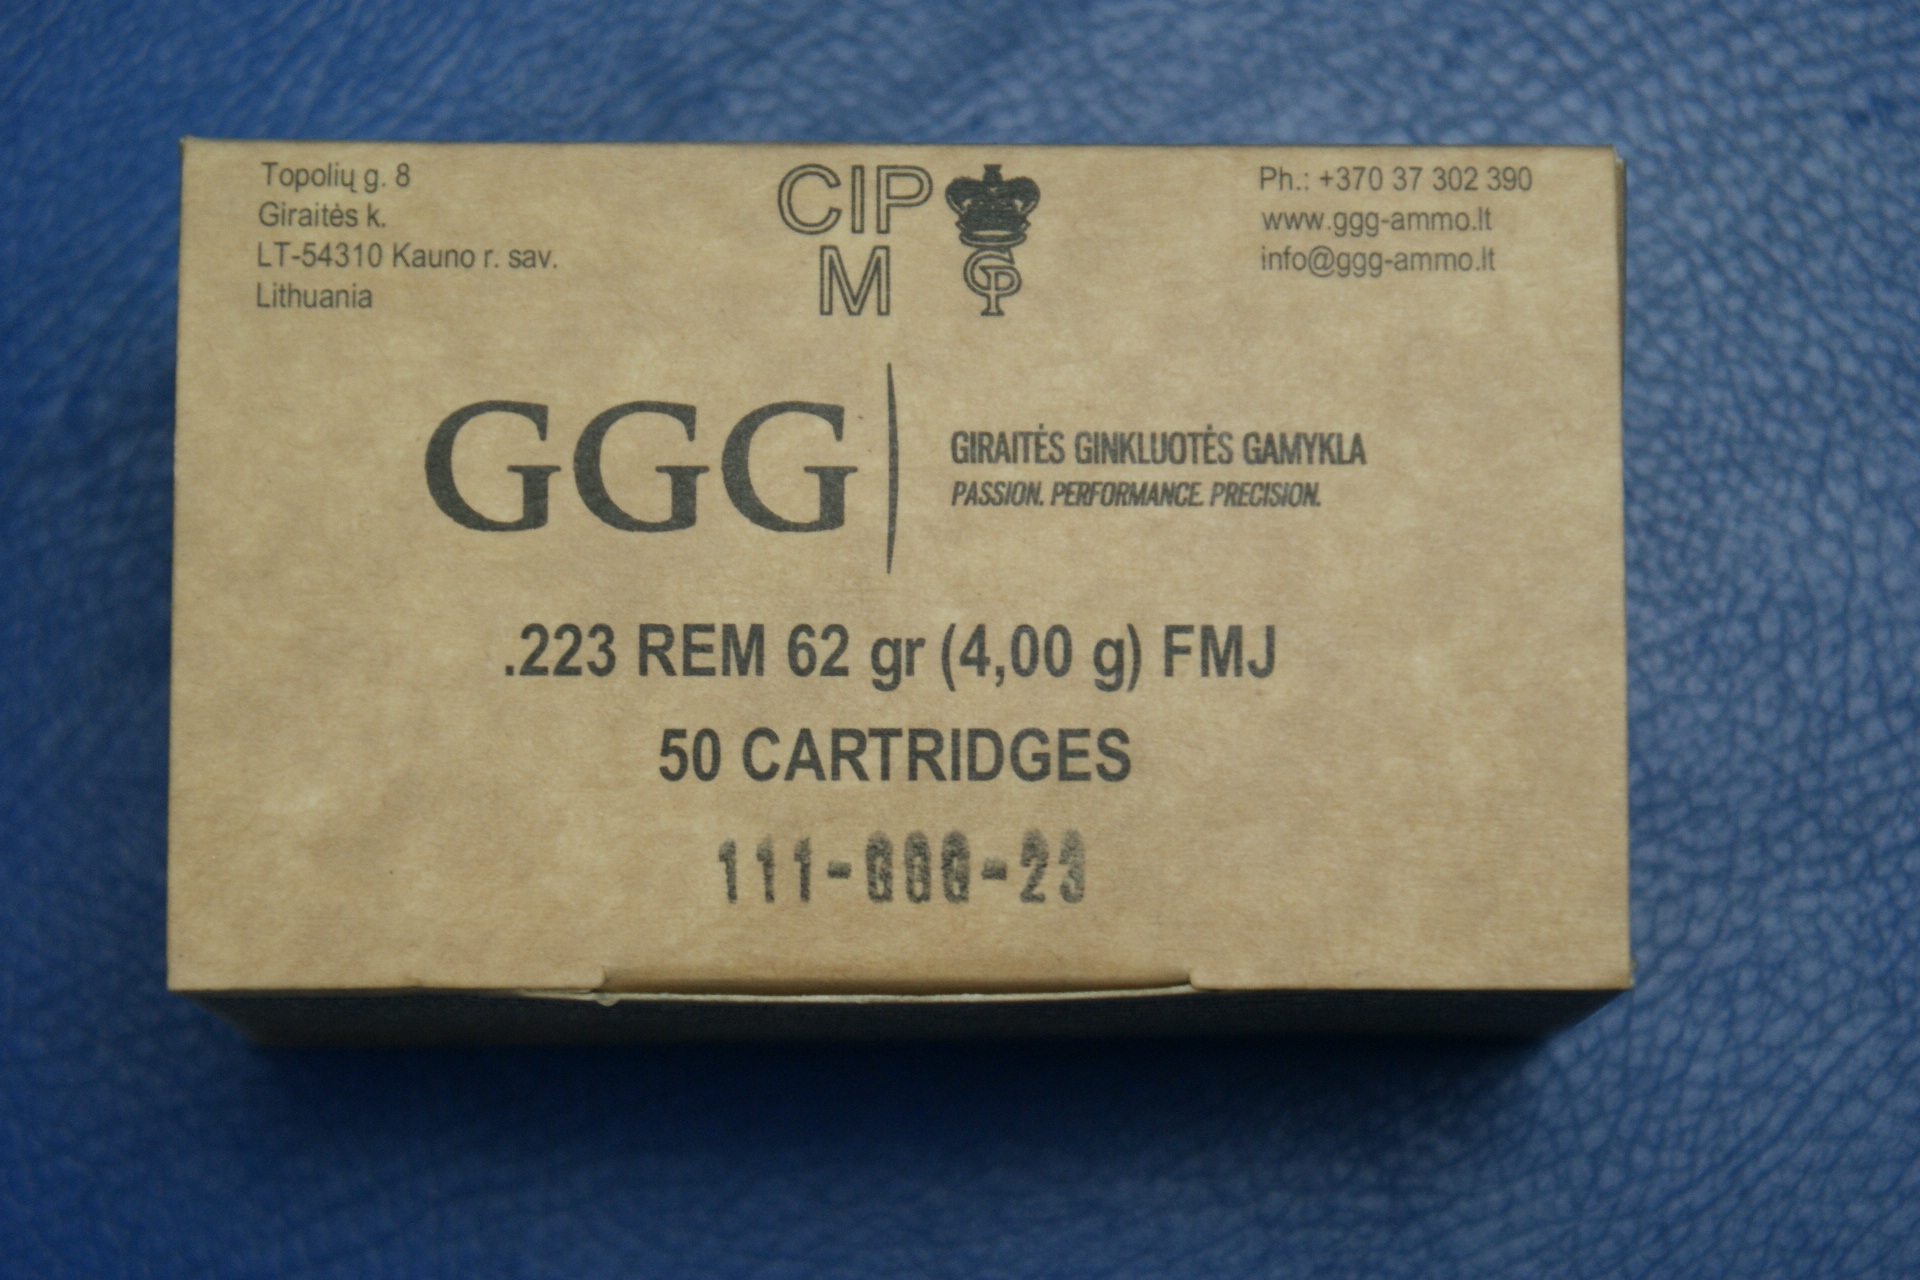 Topolių g. 8
Giraitės k.
LT-54310 Kauno r. sav.
Lithuania
CIP
M
GP
Ph.: +370 37 302 390
www.ggg-ammo.lt
info@ggg-ammo.lt
GGG
GIRAITĖS GINKLUOTĖS GAMYKLA
PASSION. PERFORMANCE. PRECISION.
.223 REM 62 gr (4,00 g) FMJ
50 CARTRIDGES
111-GGG-23